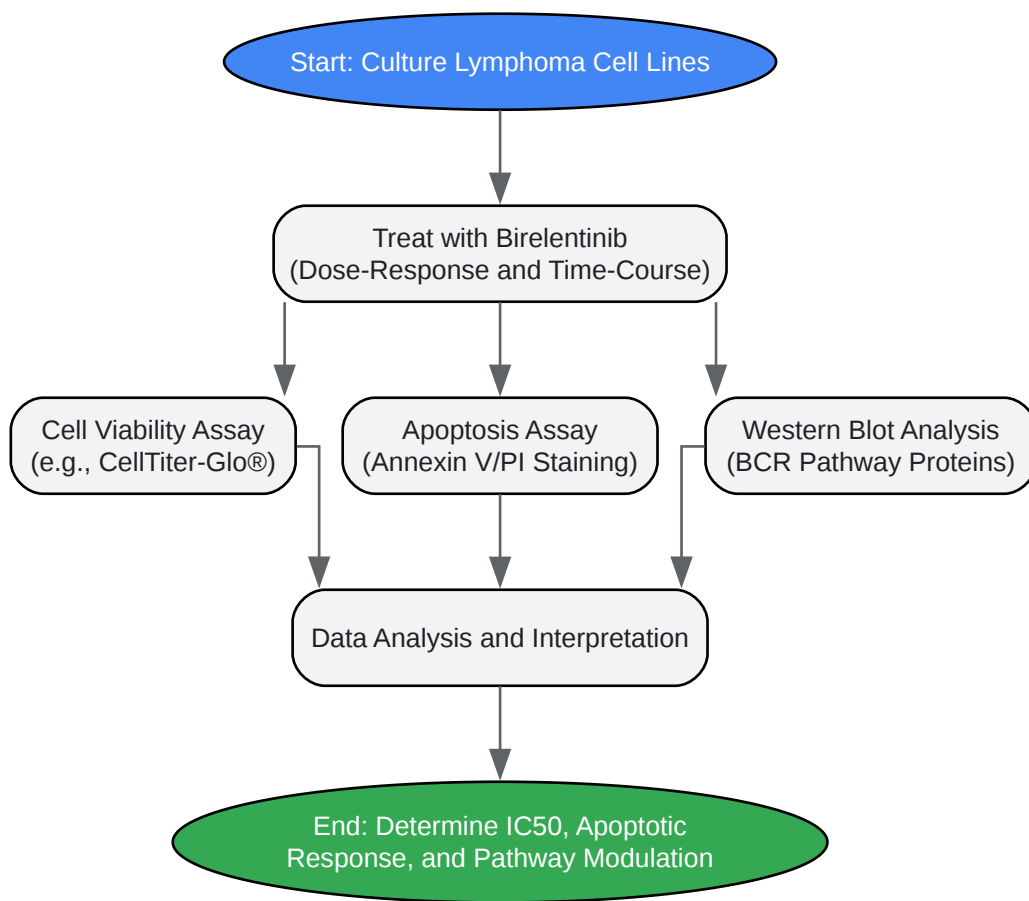 Start: Culture Lymphoma Cell Lines
Treat with Birelentinib
(Dose-Response and Time-Course)
Cell Viability Assay
(e.g., CellTiter-Glo®)
Apoptosis Assay
(Annexin V/PI Staining)
Western Blot Analysis
(BCR Pathway Proteins)
Data Analysis and Interpretation
End: Determine IC50, Apoptotic
Response, and Pathway Modulation